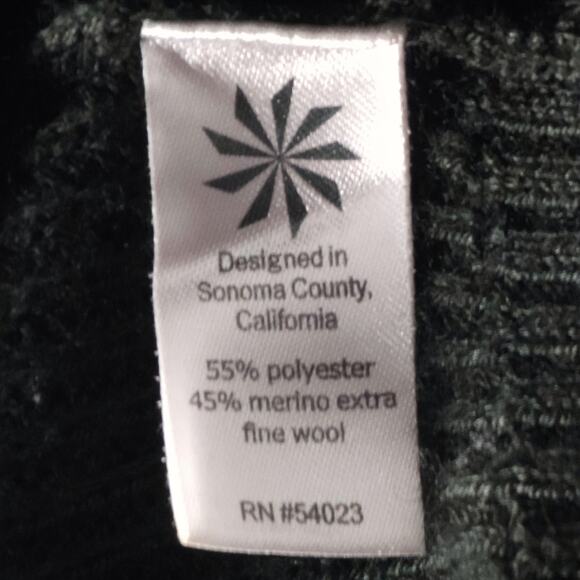 Designed in
Sonoma County,
California
55% polyester
45% merino extra
fine wool
RN #54023